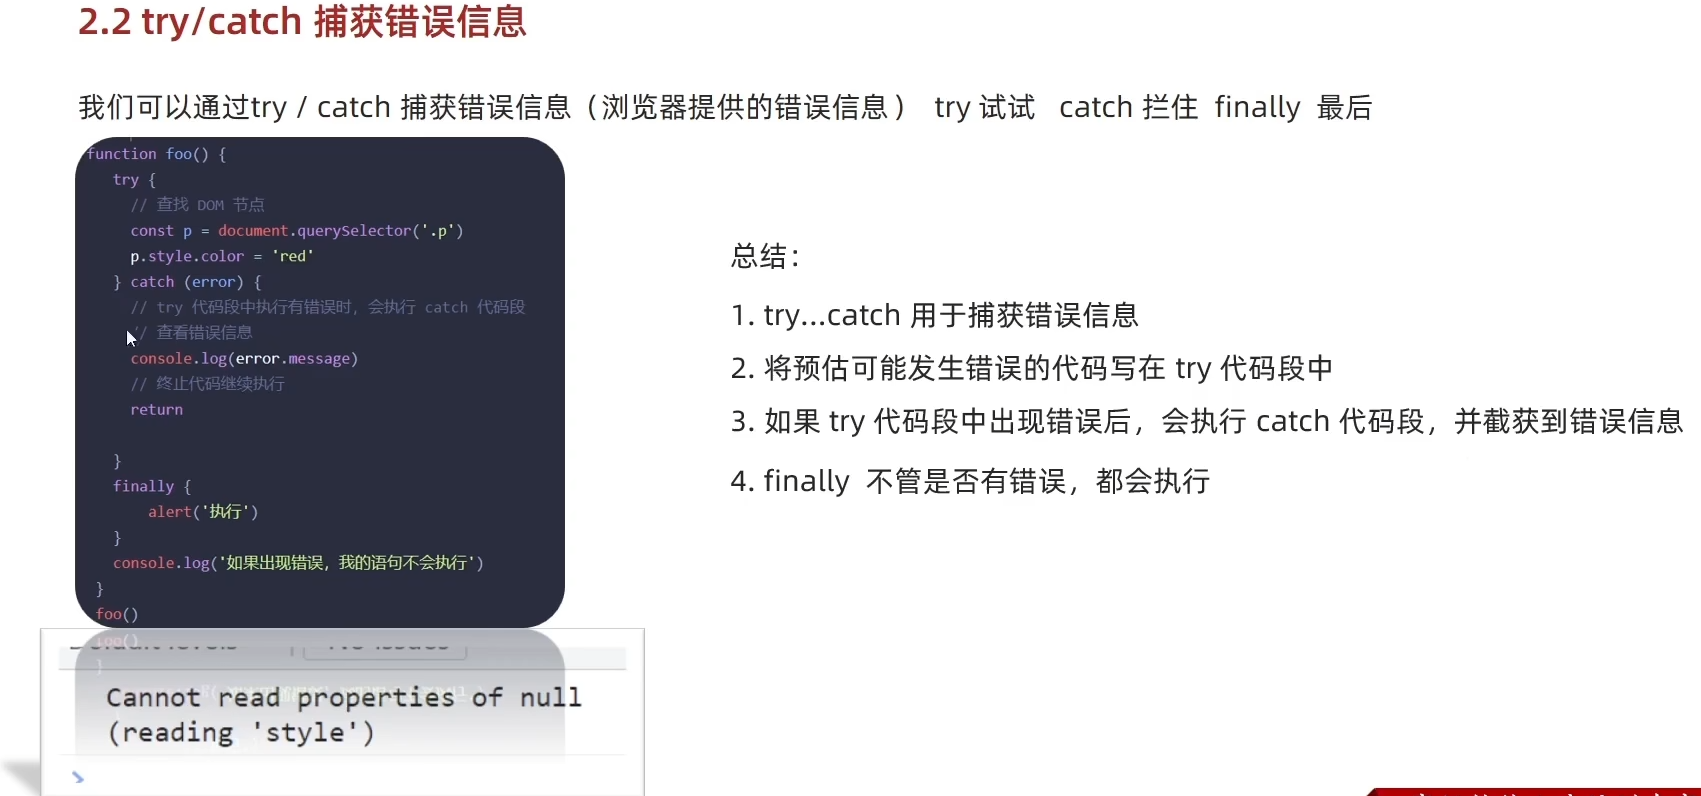 2.2 try/catch 捕获错误信息
我们可以通过try / catch 捕获错误信息（浏览器提供的错误信息） try 试试 catch 拦住 finally 最后
function foo() {
try {
// 查找 DOM 节点
const p = document.querySelector('.p')
p.style.color = 'red'
} catch (error) {
// try 代码段中执行有错误时，会执行 catch 代码段
// 查看错误信息
console.log(error.message)
// 终止代码继续执行
return
}
finally {
alert('执行')
}
console.log('如果出现错误，我的语句不会执行')
}
foo()
Cannot read properties of null
(reading 'style')
总结：
1. try...catch 用于捕获错误信息
2. 将预估可能发生错误的代码写在 try 代码段中
3. 如果 try 代码段中出现错误后，会执行 catch 代码段，并截获到错误信息
4. finally 不管是否有错误，都会执行